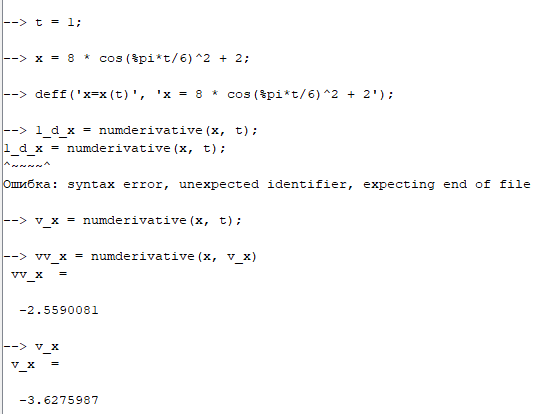 --> t = 1;
--> x = 8 * cos(%pi*t/6)^2 + 2;
--> deff('x=x(t)', 'x = 8 * cos(%pi*t/6)^2 + 2');
--> 1_d_x = numderivative(x, t);
1_d_x = numderivative(x, t);
^~~~~^
Ошибка: syntax error, unexpected identifier, expecting end of file
--> v_x = numderivative(x, t);
--> vv_x = numderivative(x, v_x)
vv_x  =
-2.5590081
--> v_x
v_x  =
-3.6275987